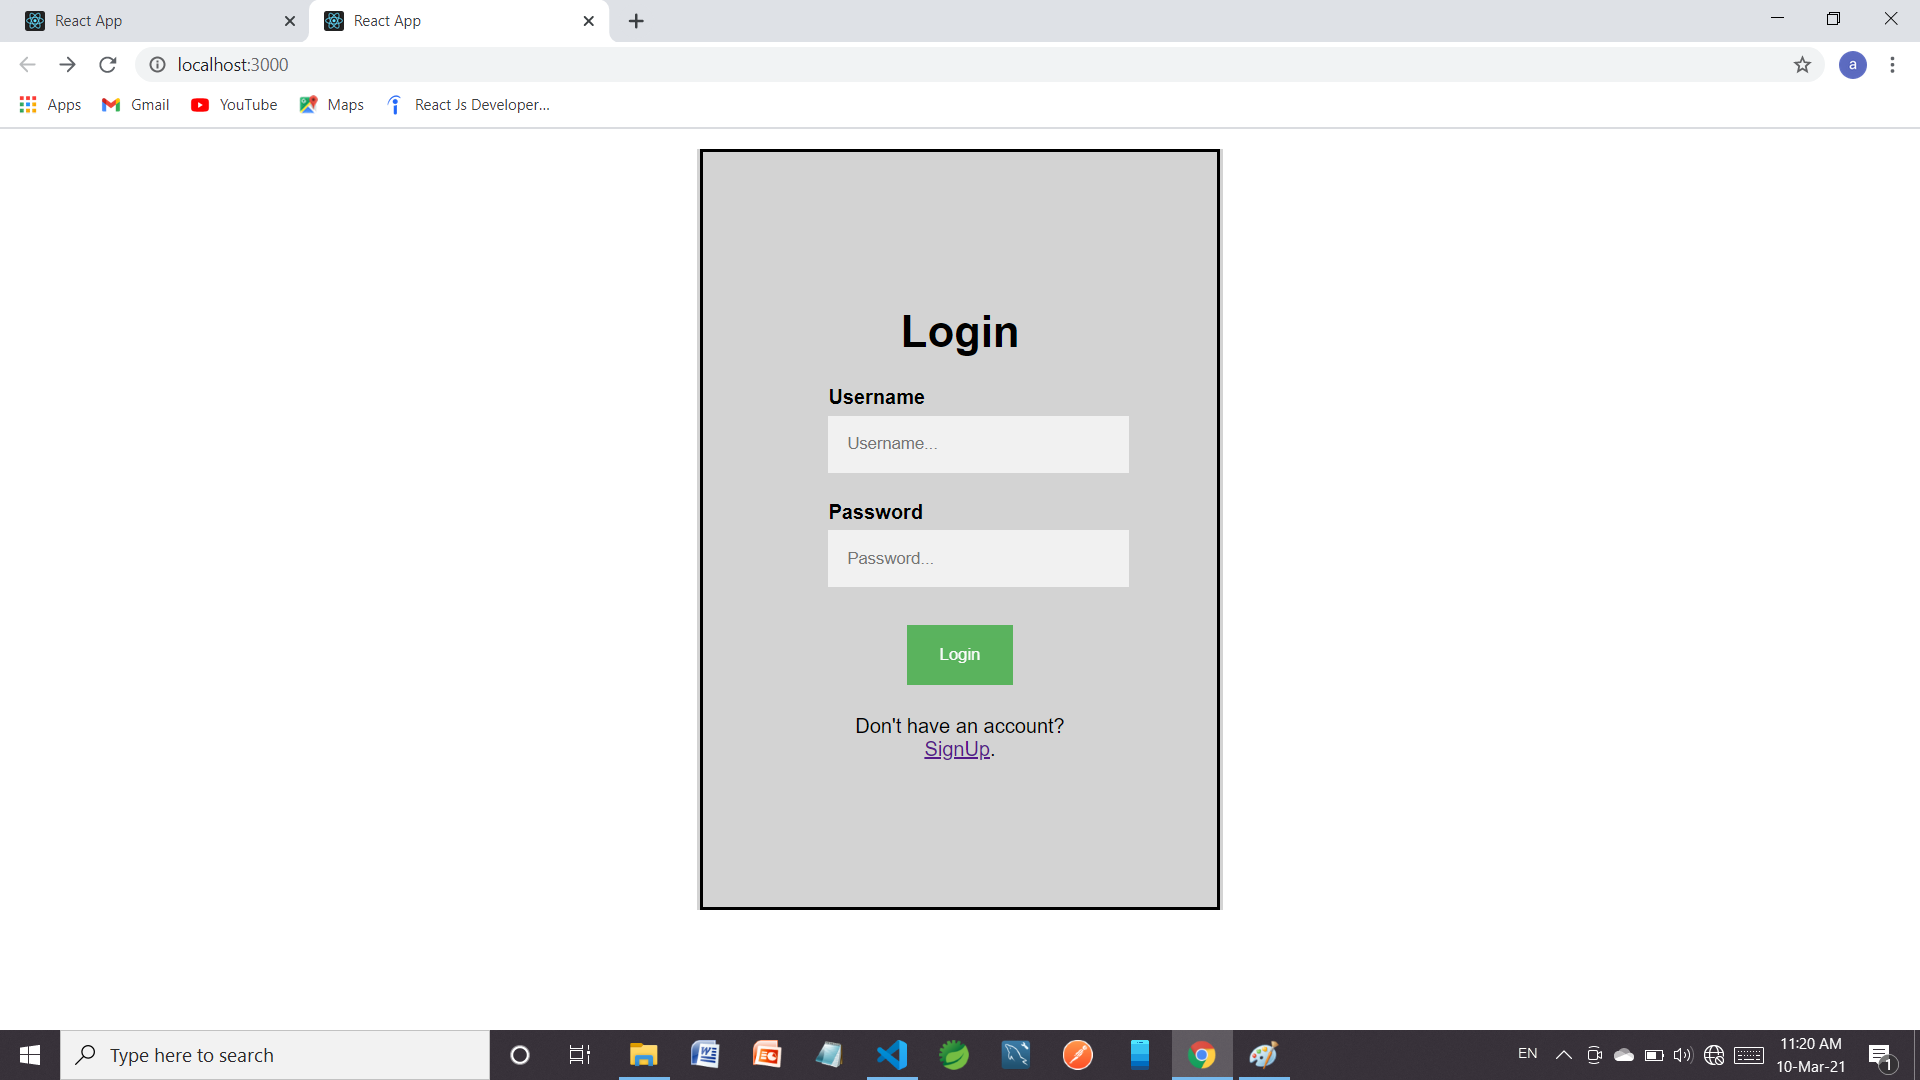 React App
React App
localhost:3000
a
Apps
Gmail
YouTube
Maps
React Js Developer...
Login
Username
Username...
Password
Password...
Login
Don't have an account?
SignUp.
Type here to search
EN
11:20 AM
10-Mar-21
1